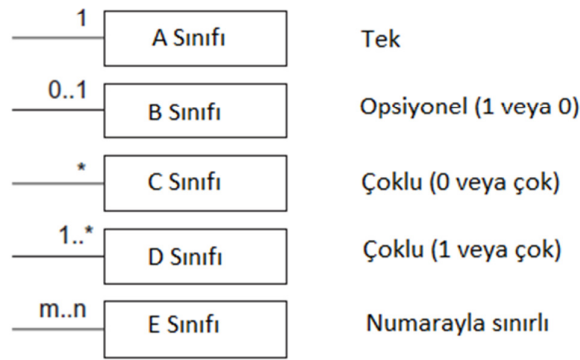 1 A Sınıfı Tek
0..1 B Sınıfı Opsiyonel (1 veya 0)
* C Sınıfı Çoklu (0 veya çok)
1..* D Sınıfı Çoklu (1 veya çok)
m..n E Sınıfı Numarayla sınırlı